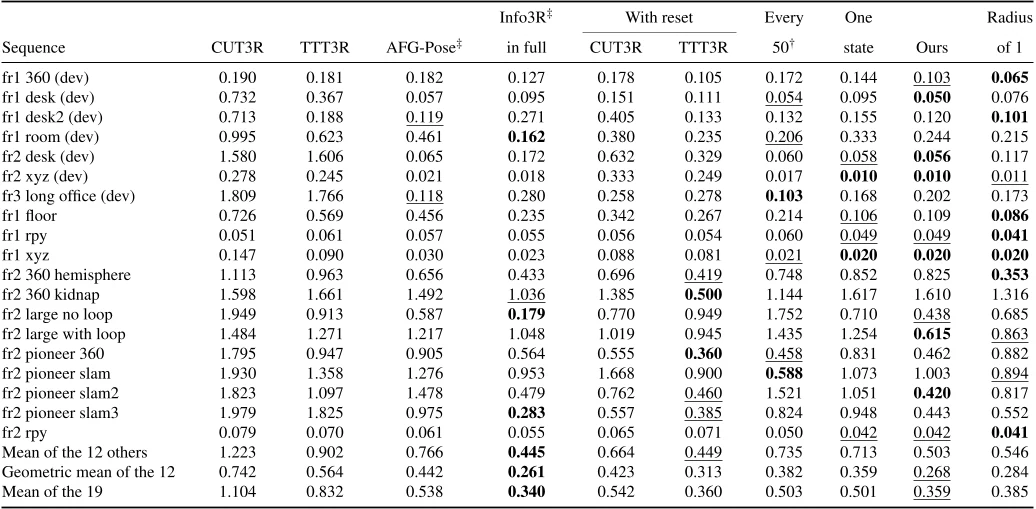 Info3R‡ With reset Every One Radius
Sequence CUT3R TTT3R AFG-Pose‡ in full CUT3R TTT3R 50† state Ours of 1
fr1 360 (dev) 0.190 0.181 0.182 0.127 0.178 0.105 0.172 0.144 0.103 0.065
fr1 desk (dev) 0.732 0.367 0.057 0.095 0.151 0.111 0.054 0.095 0.050 0.076
fr1 desk2 (dev) 0.713 0.188 0.119 0.271 0.405 0.133 0.132 0.155 0.120 0.101
fr1 room (dev) 0.995 0.623 0.461 0.162 0.380 0.235 0.206 0.333 0.244 0.215
fr2 desk (dev) 1.580 1.606 0.065 0.172 0.632 0.329 0.060 0.058 0.056 0.117
fr2 xyz (dev) 0.278 0.245 0.021 0.018 0.333 0.249 0.017 0.010 0.010 0.011
fr3 long office (dev) 1.809 1.766 0.118 0.280 0.258 0.278 0.103 0.168 0.202 0.173
fr1 floor 0.726 0.569 0.456 0.235 0.342 0.267 0.214 0.106 0.109 0.086
fr1 rpy 0.051 0.061 0.057 0.055 0.056 0.054 0.060 0.049 0.049 0.041
fr1 xyz 0.147 0.090 0.030 0.023 0.088 0.081 0.021 0.020 0.020 0.020
fr2 360 hemisphere 1.113 0.963 0.656 0.433 0.696 0.419 0.748 0.852 0.825 0.353
fr2 360 kidnap 1.598 1.661 1.492 1.036 1.385 0.500 1.144 1.617 1.610 1.316
fr2 large no loop 1.949 0.913 0.587 0.179 0.770 0.949 1.752 0.710 0.438 0.685
fr2 large with loop 1.484 1.271 1.217 1.048 1.019 0.945 1.435 1.254 0.615 0.863
fr2 pioneer 360 1.795 0.947 0.905 0.564 0.555 0.360 0.458 0.831 0.462 0.882
fr2 pioneer slam 1.930 1.358 1.276 0.953 1.668 0.900 0.588 1.073 1.003 0.894
fr2 pioneer slam2 1.823 1.097 1.478 0.479 0.762 0.460 1.521 1.051 0.420 0.817
fr2 pioneer slam3 1.979 1.825 0.975 0.283 0.557 0.385 0.824 0.948 0.443 0.552
fr2 rpy 0.079 0.070 0.061 0.055 0.065 0.071 0.050 0.042 0.042 0.041
Mean of the 12 others 1.223 0.902 0.766 0.445 0.664 0.449 0.735 0.713 0.503 0.546
Geometric mean of the 12 0.742 0.564 0.442 0.261 0.423 0.313 0.382 0.359 0.268 0.284
Mean of the 19 1.104 0.832 0.538 0.340 0.542 0.360 0.503 0.501 0.359 0.385